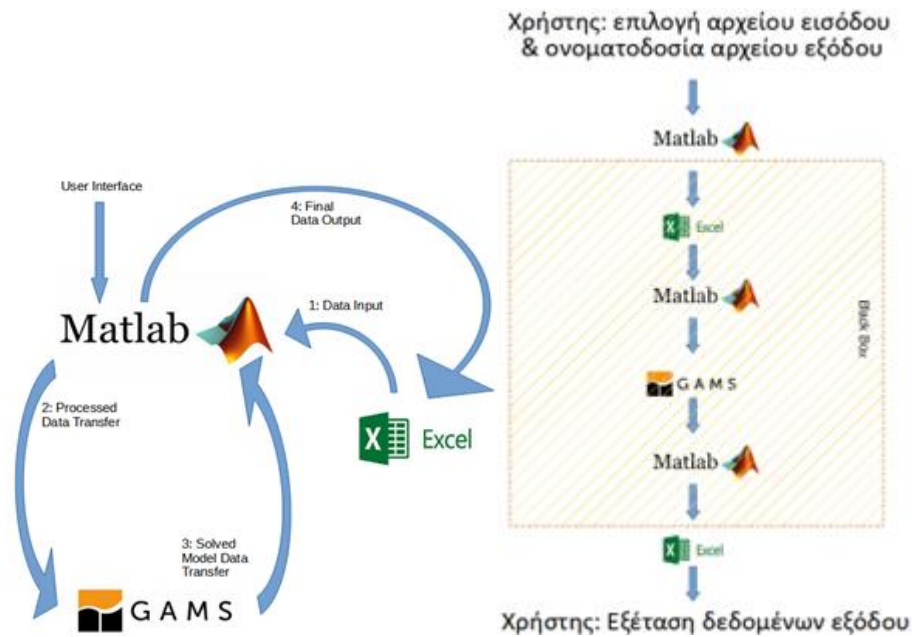 User Interface
4: Final
Data Output
1: Data Input
Matlab
2: Processed
Data Transfer
Excel
3: Solved
Model Data
Transfer
GAMS
Χρήστης: επιλογή αρχείου εισόδου
& ονοματοδοσία αρχείου εξόδου
Matlab
Excel
Matlab
Black Box
GAMS
Matlab
Excel
Χρήστης: Εξέταση δεδομένων εξόδου